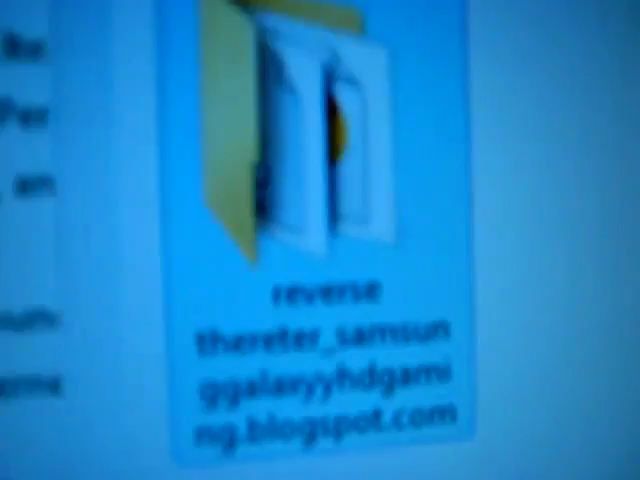 reverse
thereter_samsun
ggalaxyyhdgami
ng.blogspot.com